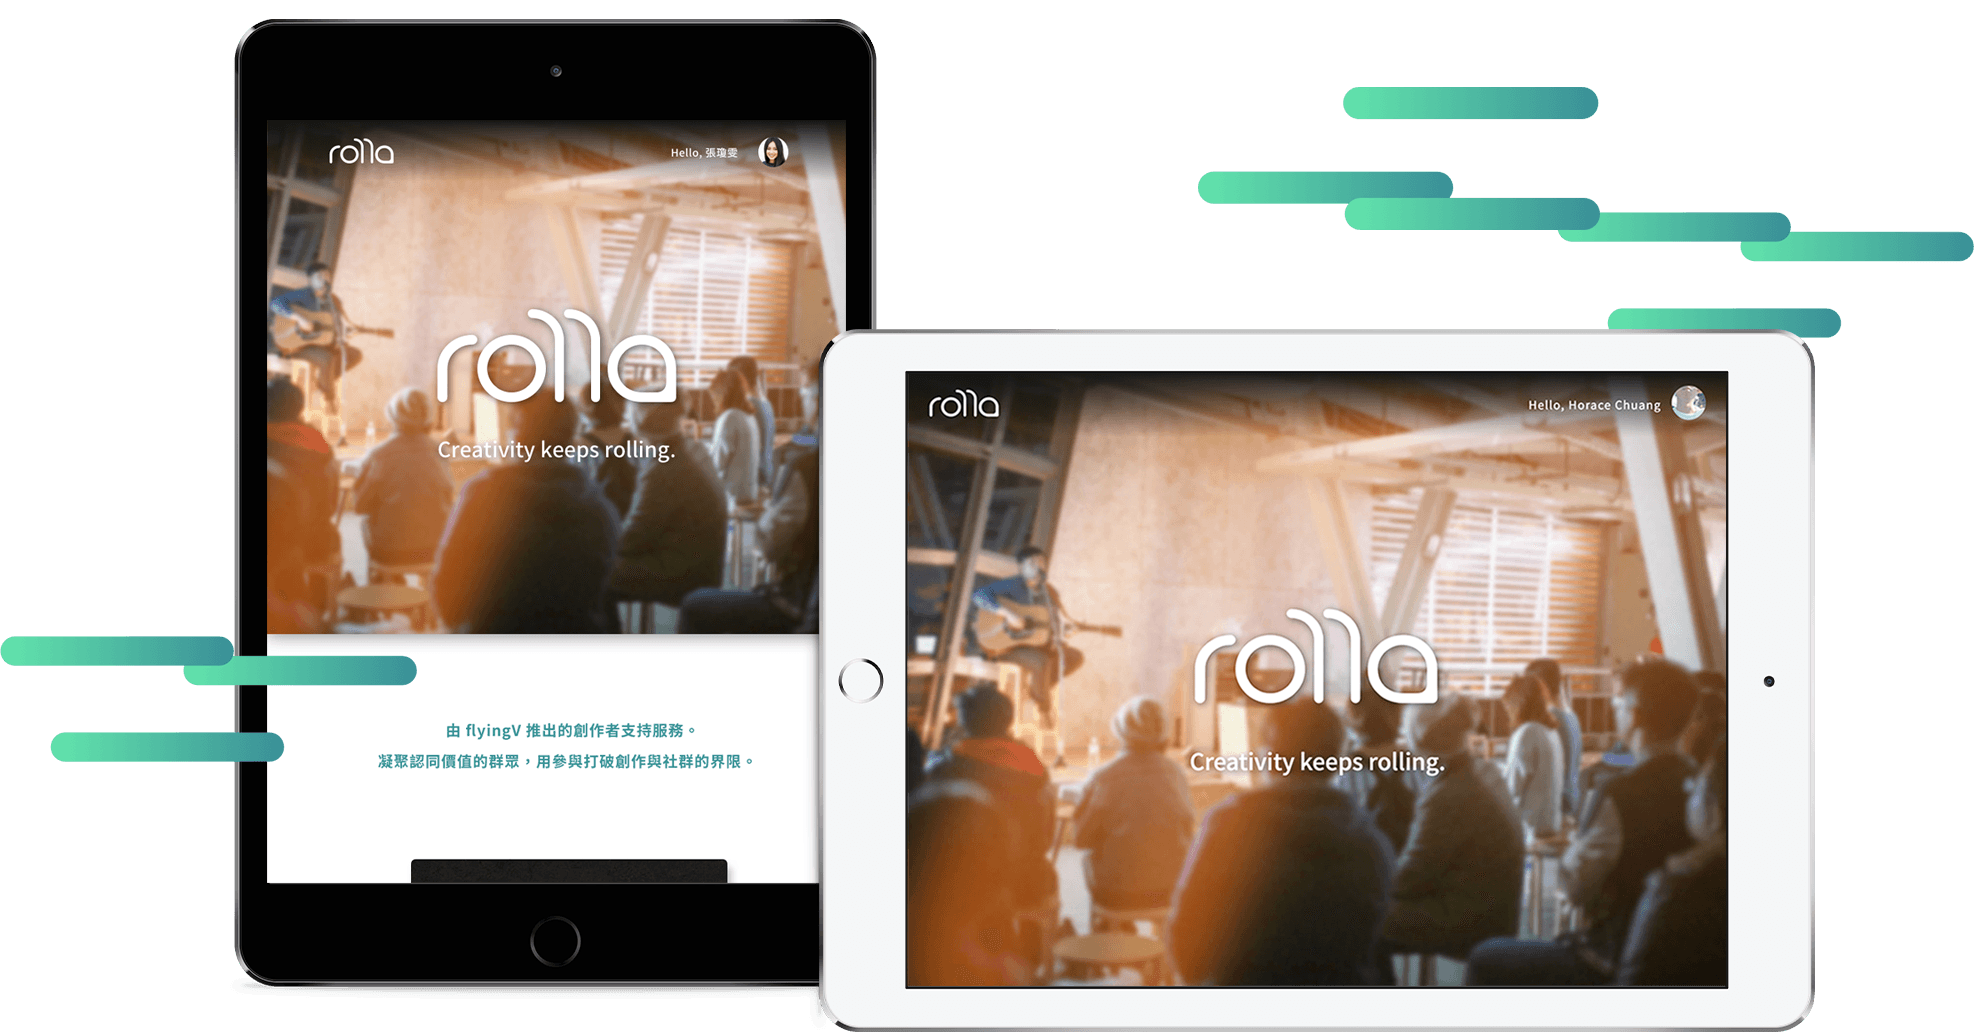 rolla
Hello, 張瓊雯
rolla
Creativity keeps rolling.
由 flyingV 推出的創作者支持服務。
凝聚認同價值的群眾，用參與打破創作與社群的界限。
rolla
Hello, Horace Chuang
rolla
Creativity keeps rolling.